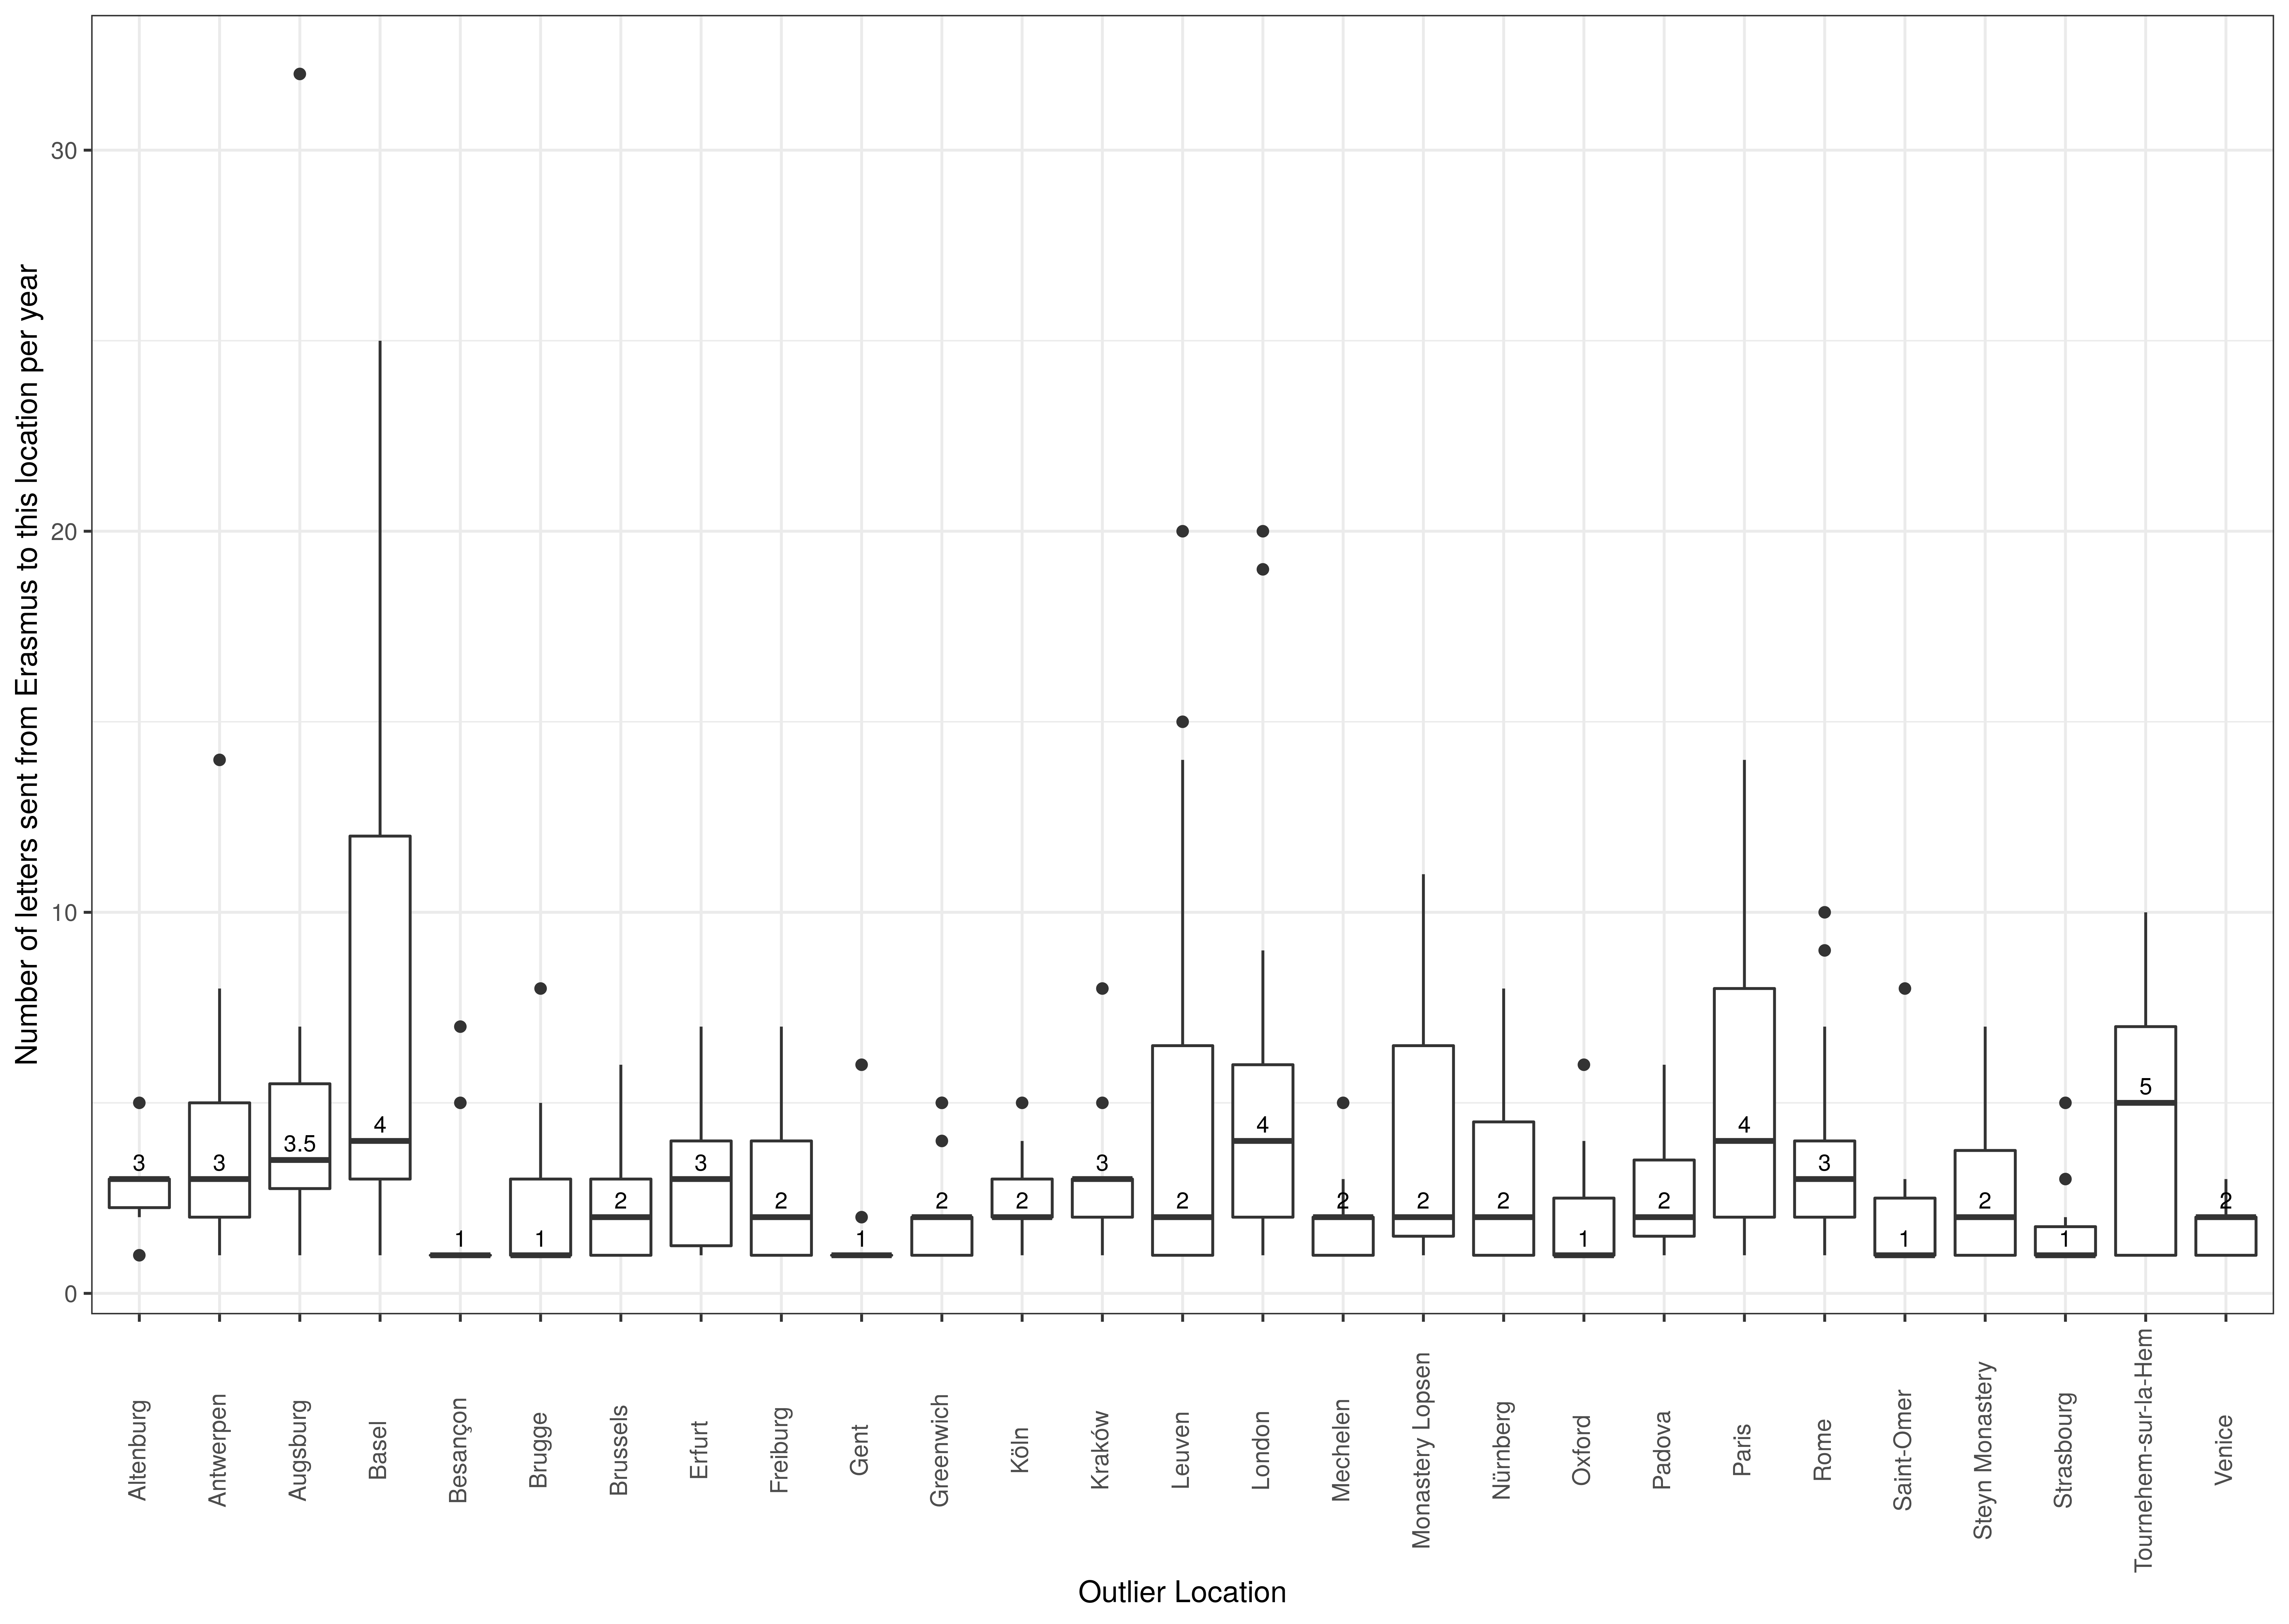 Number of letters sent from Erasmus to this location per year
30
20
10
0
3
3
3.5
4
1
1
2
3
2
1
2
2
3
2
4
2
2
2
1
2
4
3
1
2
1
5
2
Altenburg
Antwerpen
Augsburg
Basel
Besançon
Brugge
Brussels
Erfurt
Freiburg
Gent
Greenwich
Köln
Kraków
Leuven
London
Mechelen
Monastery Lopsen
Nürnberg
Oxford
Padova
Paris
Rome
Saint-Omer
Steyn Monastery
Strasbourg
Tournehem-sur-la-Hem
Venice
Outlier Location